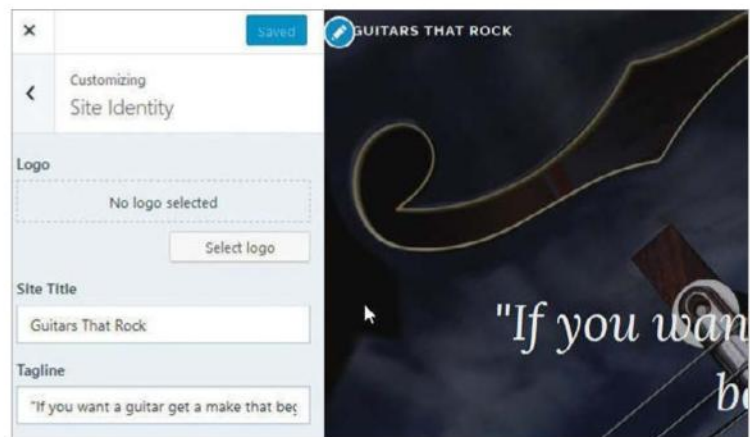 Saved
Customizing
Site Identity
Logo
No logo selected
Select logo
Site Title
Guitars That Rock
Tagline
"If you want a guitar get a make that beg
GUITARS THAT ROCK
"If you wan
be